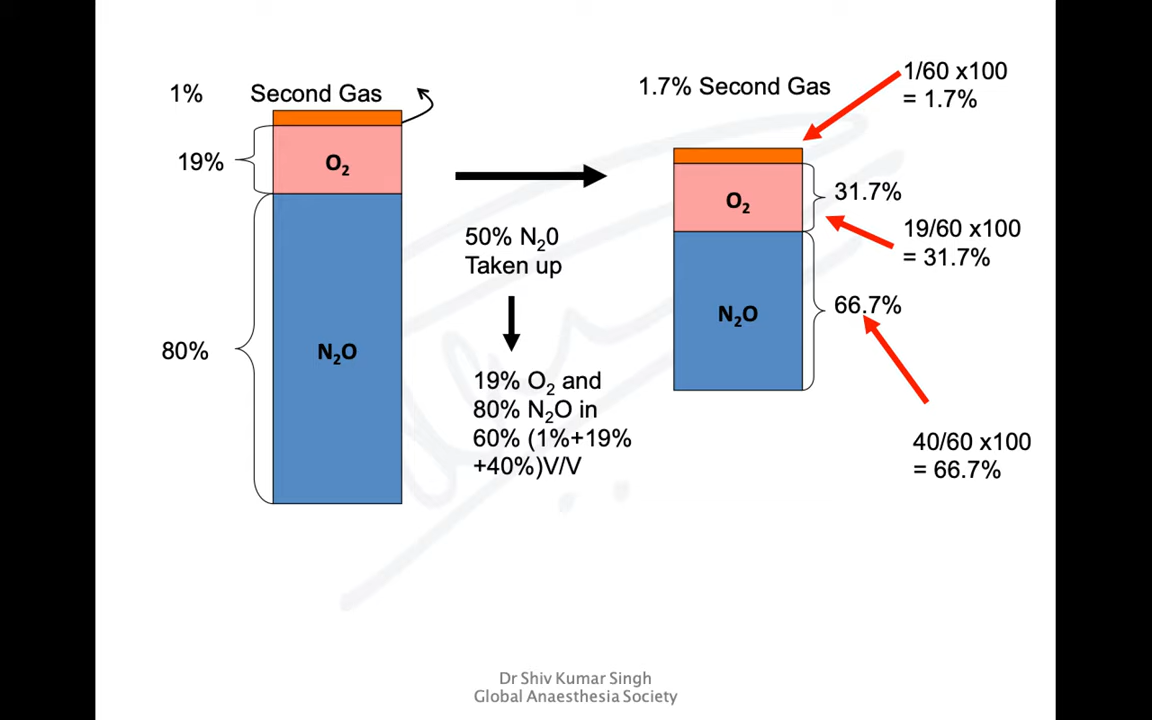 1%
Second Gas
19%
O₂
80%
N₂O
50% N₂0
Taken up
19% O₂ and
80% N₂O in
60% (1%+19%
+40%)V/V
1.7% Second Gas
1/60 x100
= 1.7%
O₂
31.7%
19/60 x100
= 31.7%
N₂O
66.7%
40/60 x100
= 66.7%
Dr Shiv Kumar Singh
Global Anaesthesia Society